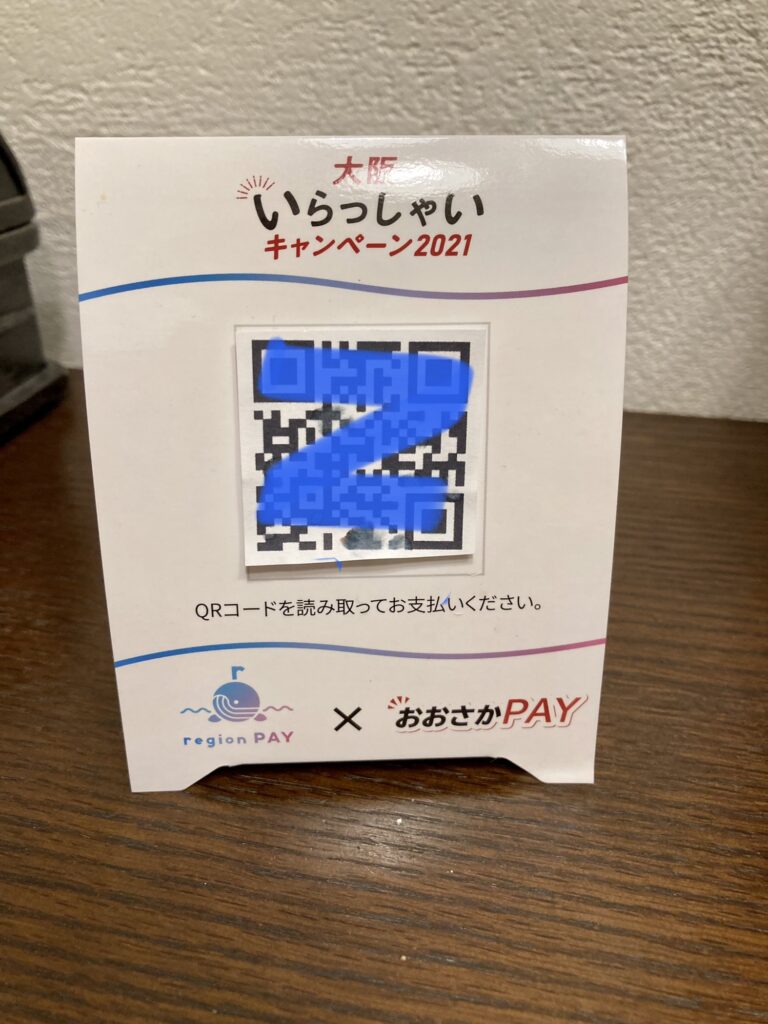 大阪
いらっしゃい
キャンペーン2021
QRコードを読み取ってお支払いください。
region PAY × おおさかPAY